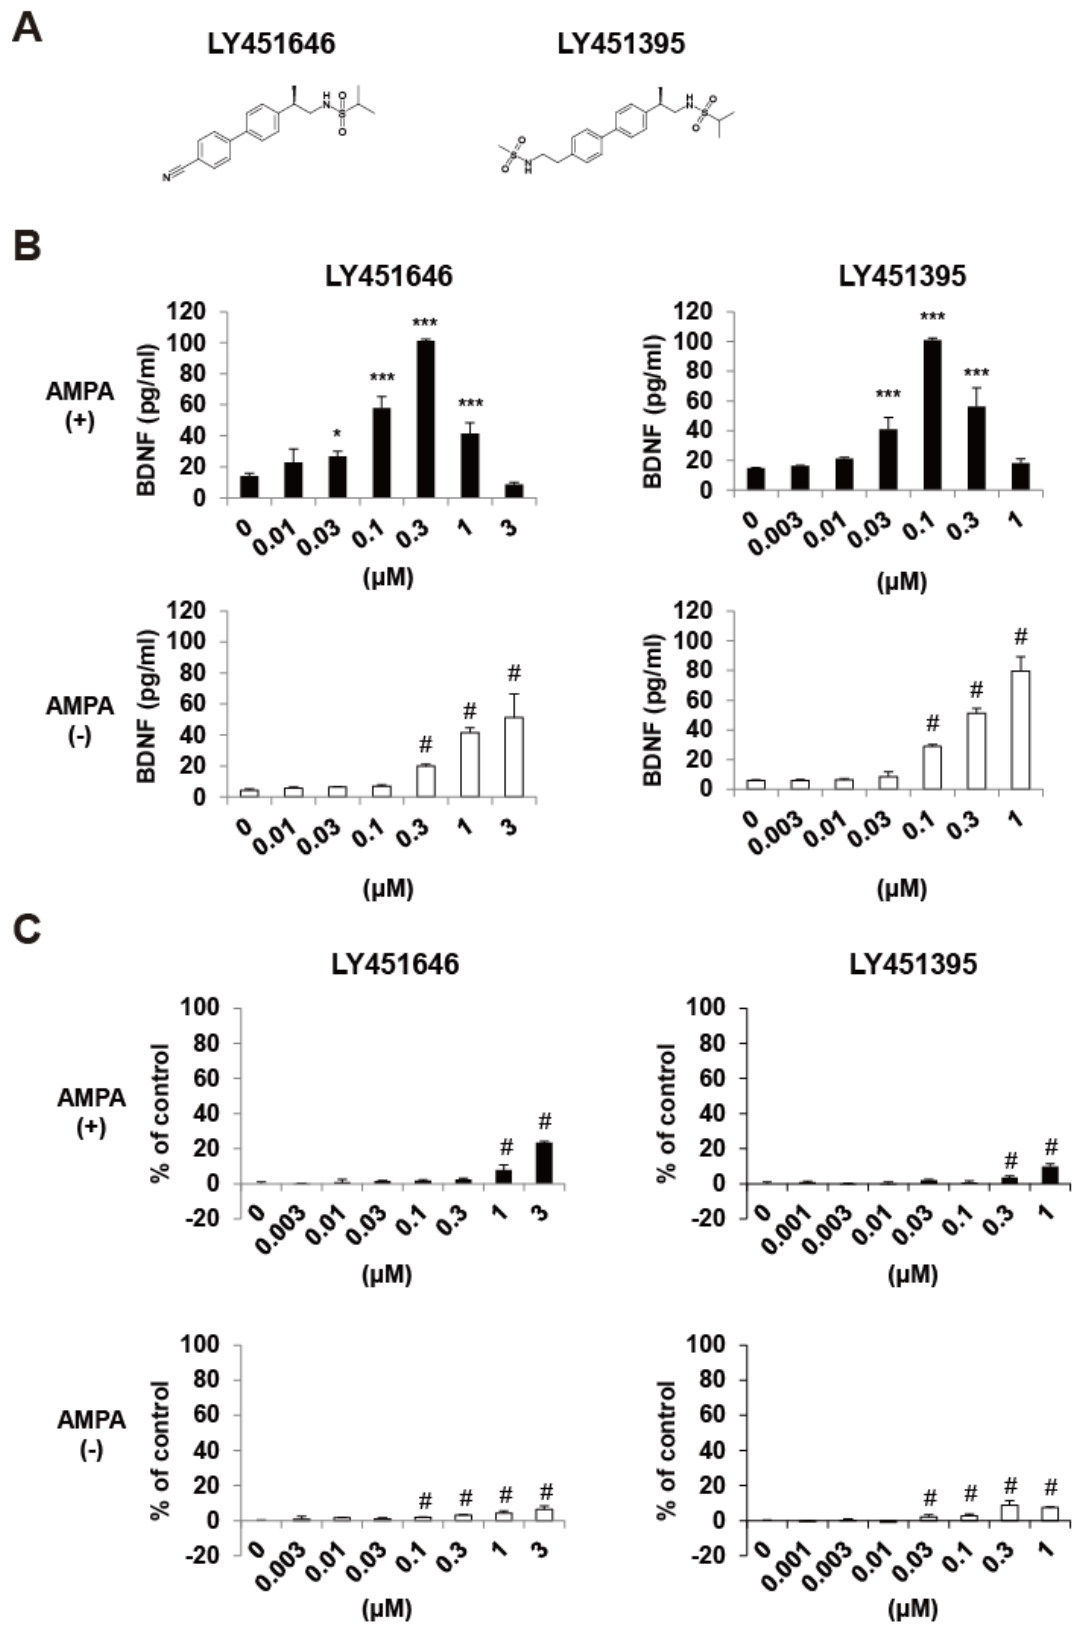 A
LY451646 LY451395
N H O S O
O S O N H N H O S O
B
LY451646 LY451395
AMPA (+)
BDNF (pg/ml)
120
100
80
60
40
20
0
* *** *** ***
0 0.01 0.03 0.1 0.3 1 3
(µM)
BDNF (pg/ml)
120
100
80
60
40
20
0
*** *** ***
0 0.003 0.01 0.03 0.1 0.3 1
(µM)
AMPA (-)
BDNF (pg/ml)
120
100
80
60
40
20
0
# # #
0 0.01 0.03 0.1 0.3 1 3
(µM)
BDNF (pg/ml)
120
100
80
60
40
20
0
# # #
0 0.003 0.01 0.03 0.1 0.3 1
(µM)
C
LY451646 LY451395
AMPA (+)
% of control
100
80
60
40
20
0
-20
# #
0 0.003 0.01 0.03 0.1 0.3 1 3
(µM)
% of control
100
80
60
40
20
0
-20
# #
0 0.001 0.003 0.01 0.03 0.1 0.3 1
(µM)
AMPA (-)
% of control
100
80
60
40
20
0
-20
# # # #
0 0.003 0.01 0.03 0.1 0.3 1 3
(µM)
% of control
100
80
60
40
20
0
-20
# # # #
0 0.001 0.003 0.01 0.03 0.1 0.3 1
(µM)